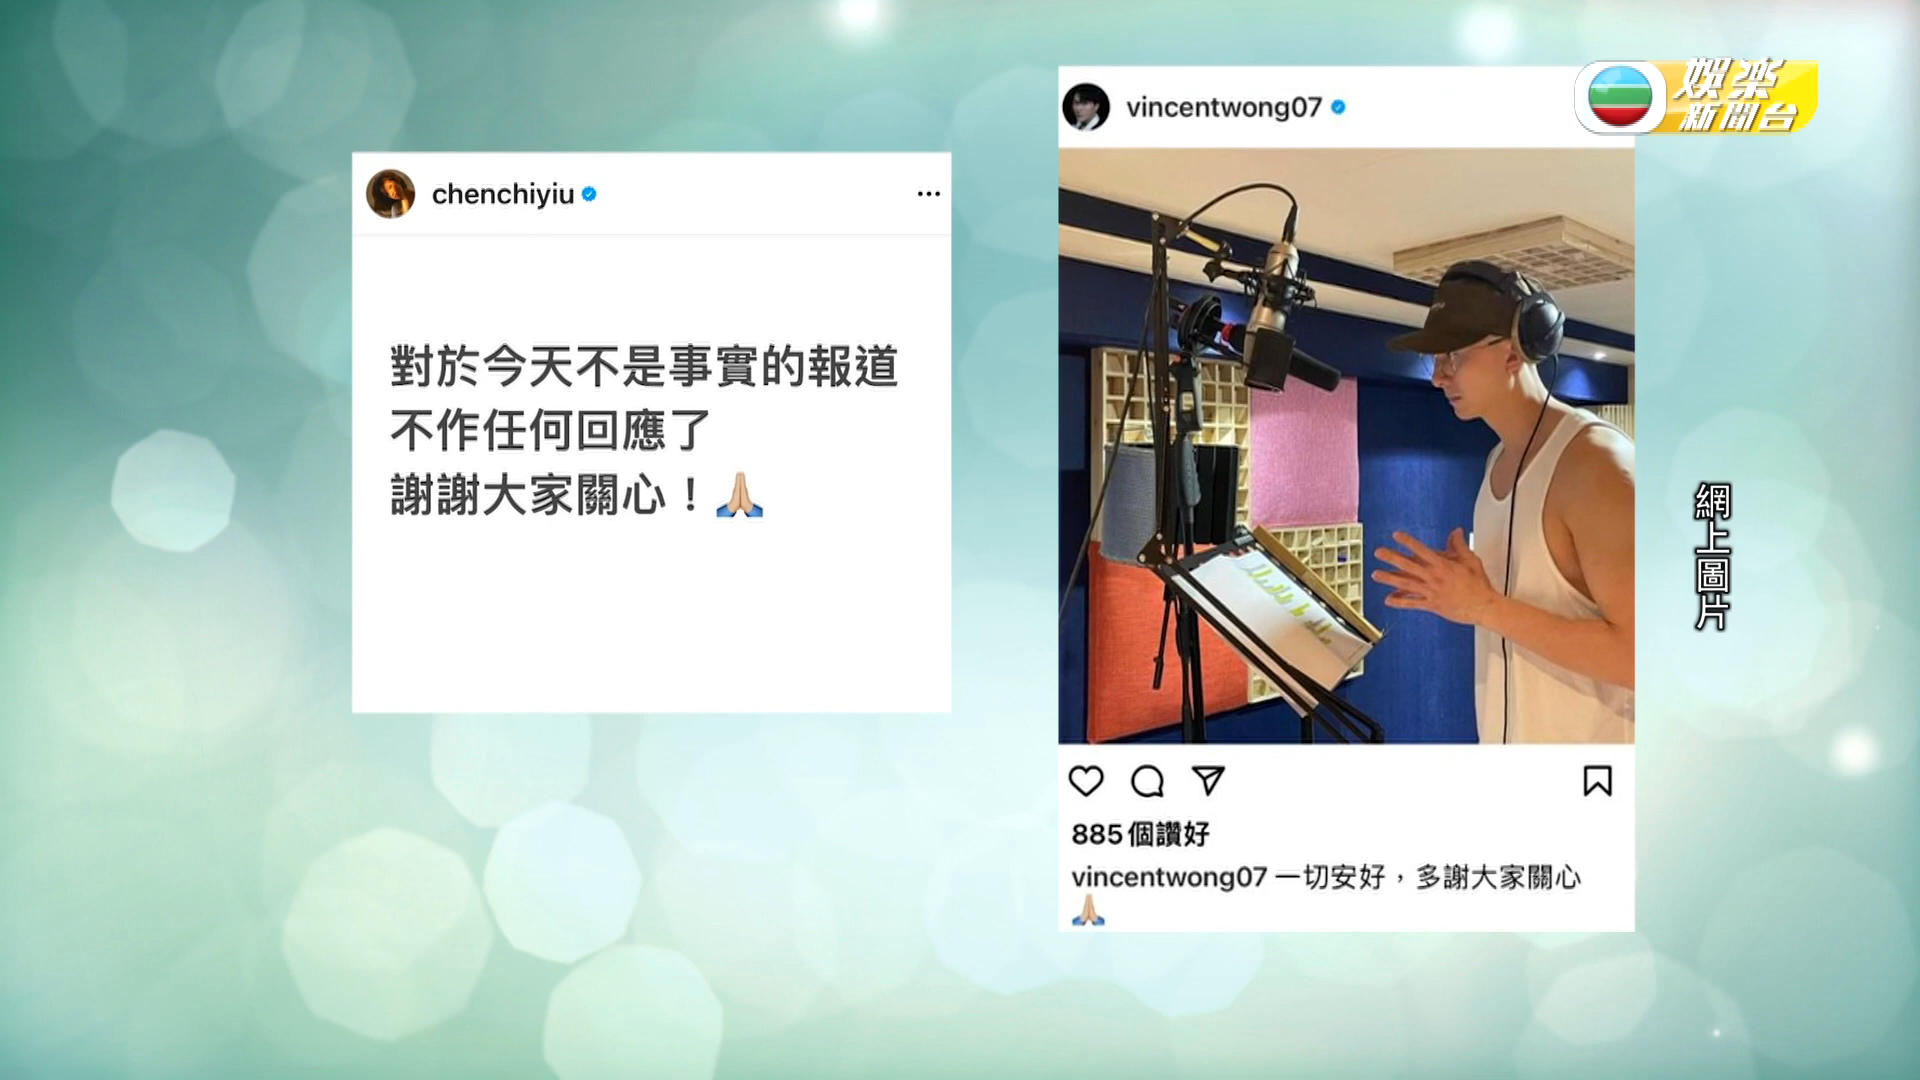 娛樂
新聞台
chenchiyiu
對於今天不是事實的報道
不作任何回應了
謝謝大家關心！🙏🏼
vincentwong07
885個讚好
vincentwong07 一切安好，多謝大家關心
🙏🏼
網上圖片